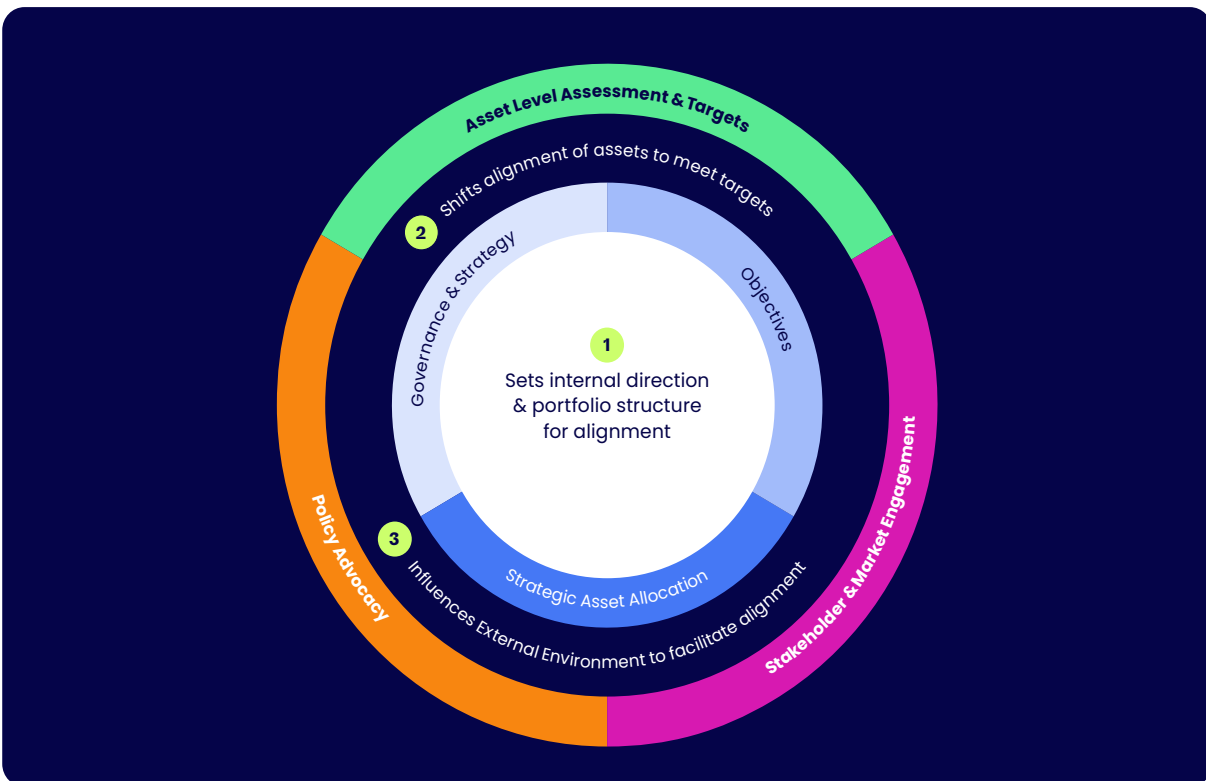 Asset Level Assessment & Targets
2
Shifts alignment of assets to meet targets
Governance & Strategy
Objectives
1
Sets internal direction
& portfolio structure
for alignment
Strategic Asset Allocation
3
Influences External Environment to facilitate alignment
Policy Advocacy
Stakeholder & Market Engagement